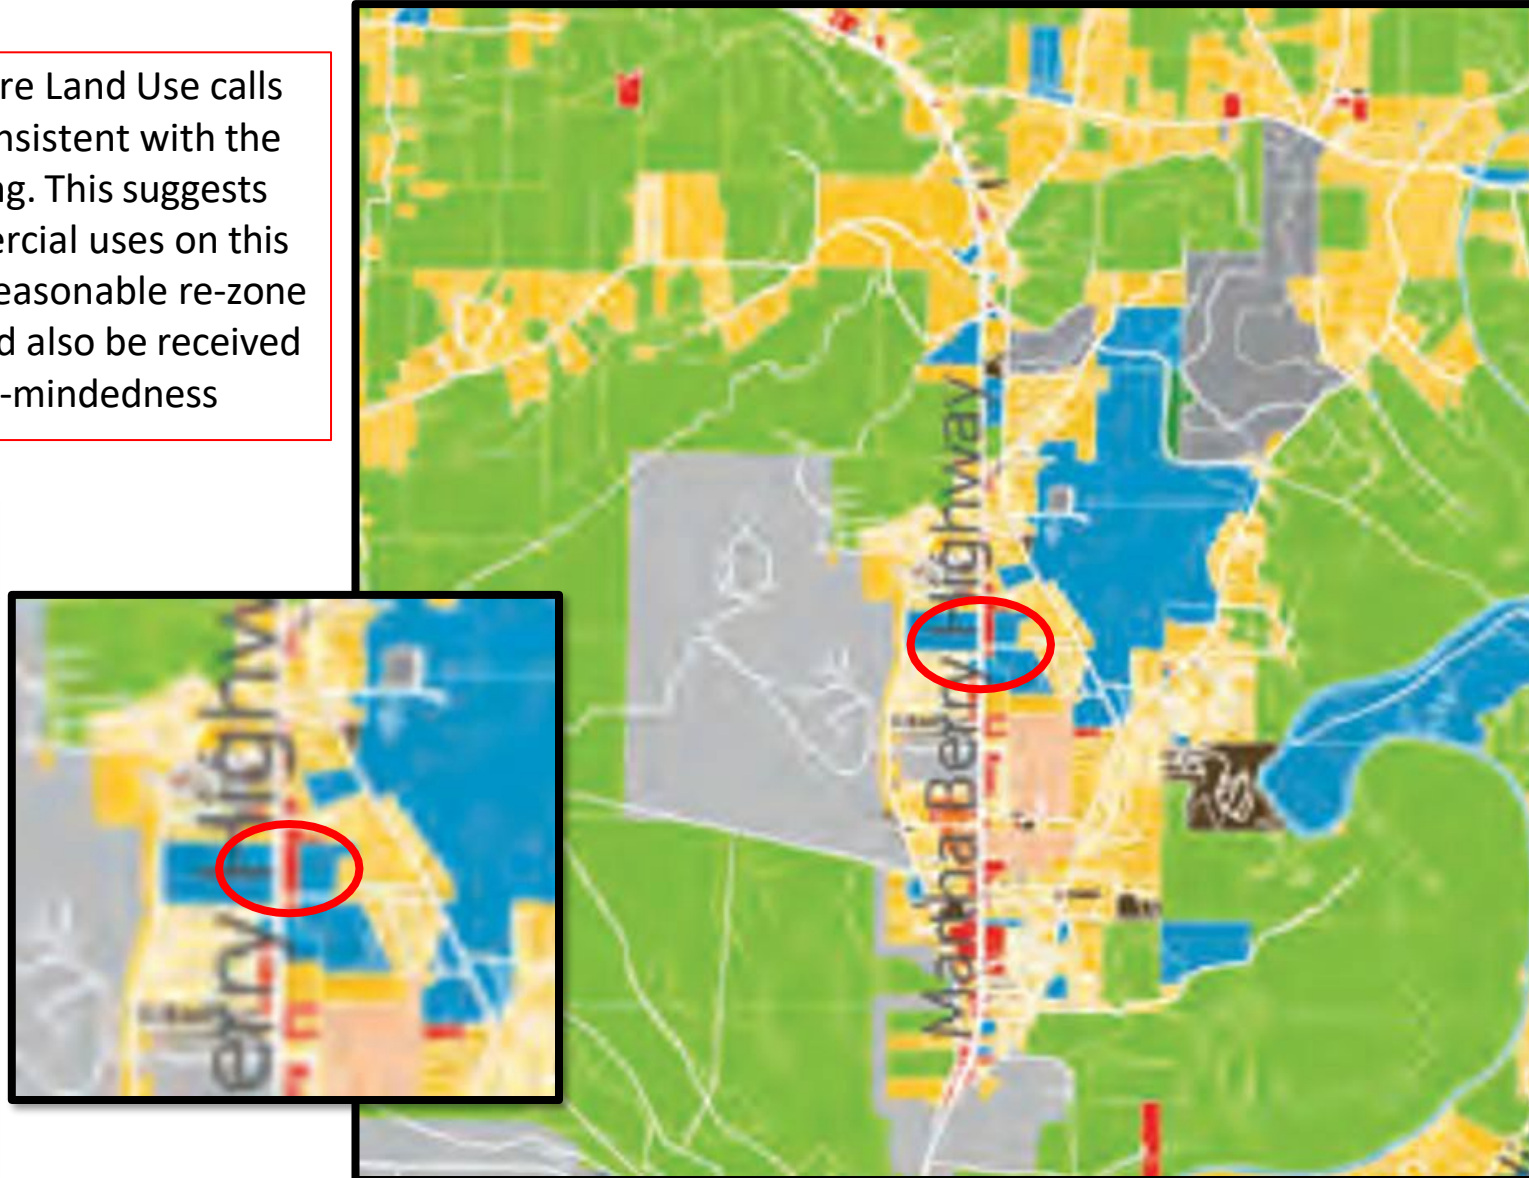 re Land Use calls
nsistent with the
ng. This suggests
ercial uses on this
easonable re-zone
d also be received
-mindedness
Martha Berry Highway
erry Highw